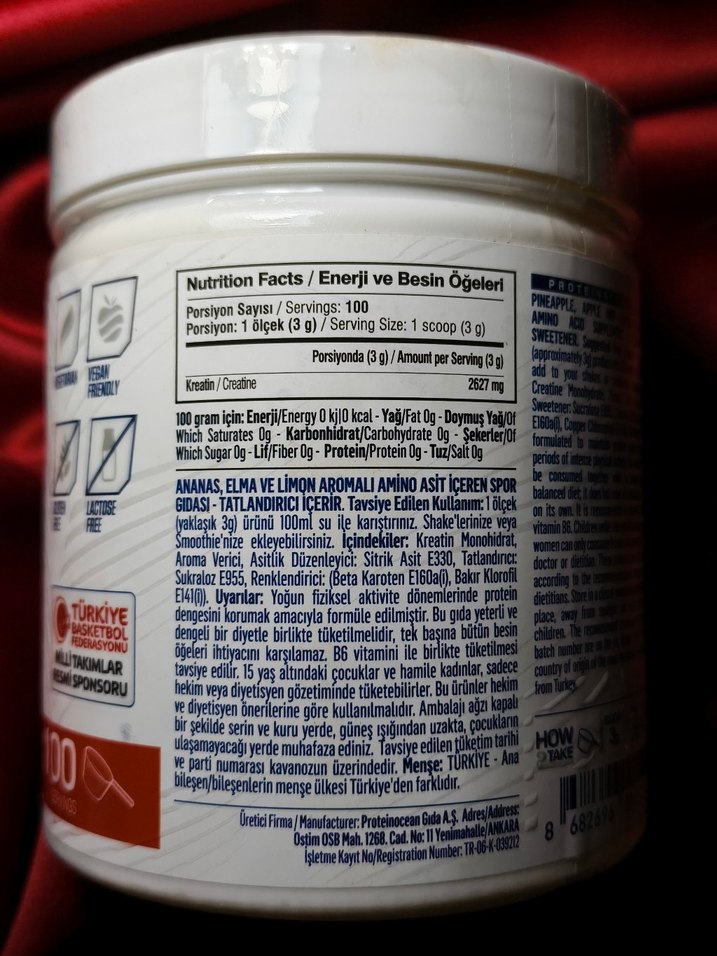 VEGAN
FRIENDLY
LACTOSE
FREE
TÜRKİYE
BASKETBOL
FEDERASYONU
MİLLİ TAKIMLAR
RESMİ SPONSORU
100
Nutrition Facts / Enerji ve Besin Öğeleri
Porsiyon Sayısı / Servings: 100
Porsiyon: 1 ölçek (3 g) / Serving Size: 1 scoop (3 g)
Porsiyonda (3 g) / Amount per Serving (3 g)
Kreatin / Creatine 2627 mg
100 gram için: Enerji/Energy 0 kj|0 kcal - Yağ/Fat 0g - Doymuş Yağ/Of
Which Saturates 0g - Karbonhidrat/Carbohydrate 0g - Şekerler/Of
Which Sugar 0g - Lif/Fiber 0g - Protein/Protein 0g - Tuz/Salt 0g
ANANAS, ELMA VE LİMON AROMALI AMİNO ASİT İÇEREN SPOR
GIDASI - TATLANDIRICI İÇERİR. Tavsiye Edilen Kullanım: 1 ölçek
(yaklaşık 3g) ürünü 100ml su ile karıştırınız. Shake'lerinize veya
Smoothie'nize ekleyebilirsiniz. İçindekiler: Kreatin Monohidrat,
Aroma Verici, Asitlik Düzenleyici: Sitrik Asit E330, Tatlandırıcı:
Sukraloz E955, Renklendirici: (Beta Karoten E160a(i), Bakır Klorofil
E141(i)). Uyarılar: Yoğun fiziksel aktivite dönemlerinde protein
dengesini korumak amacıyla formüle edilmiştir. Bu gıda yeterli ve
dengeli bir diyetle birlikte tüketilmelidir, tek başına bütün besin
öğeleri ihtiyacını karşılamaz. B6 vitamini ile birlikte tüketilmesi
tavsiye edilir. 15 yaş altındaki çocuklar ve hamile kadınlar, sadece
hekim veya diyetisyen gözetiminde tüketebilirler. Bu ürünler hekim
ve diyetisyen önerilerine göre kullanılmalıdır. Ambalajı ağzı kapalı
bir şekilde serin ve kuru yerde, güneş ışığından uzakta, çocukların
ulaşamayacağı yerde muhafaza ediniz. Tavsiye edilen tüketim tarihi
ve parti numarası kavanozun üzerindedir. Menşe: TÜRKİYE - Ana
bileşen/bileşenlerin menşe ülkesi Türkiye'den farklıdır.
Üretici Firma / Manufacturer: Proteinocean Gıda A.Ş. Adres/Address:
Ostim OSB Mah. 1268. Cad. No: 11 Yenimahalle/ANKARA
İşletme Kayıt No/Registration Number: TR-06-K-039212
PINEAPPLE, APPLE
AMINO ACID
SWEETENER.
(approximately 3g)
add to your
Creatine Monohydrate,
Sweetener: Sucralose
E160a(i), Copper
formulated to maintain
periods of intense
be consumed together
balanced diet; it does
on its own. It is
vitamin B6. Children
women can only
doctor or dietitian.
according to the
dietitians. Store in a
place, away from
children. The
batch number are on the
country of origin of the
from Turkey.
HOW
2TAKE
8 682696